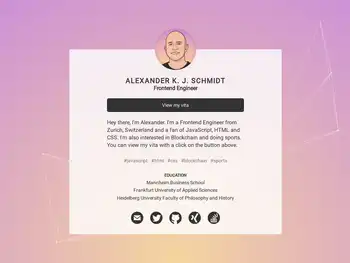 ALEXANDER K. J. SCHMIDT
Frontend Engineer
View my vita
Hey there, I'm Alexander. I'm a Frontend Engineer from
Zurich, Switzerland and a fan of JavaScript, HTML and
CSS. I'm also interested in Blockchain and doing sports.
You can view my vita with a click on the button above.
#javascript #html #css #blockchain #sports
EDUCATION
Mannheim Business School
Frankfurt University of Applied Sciences
Heidelberg University Faculty of Philosophy and History